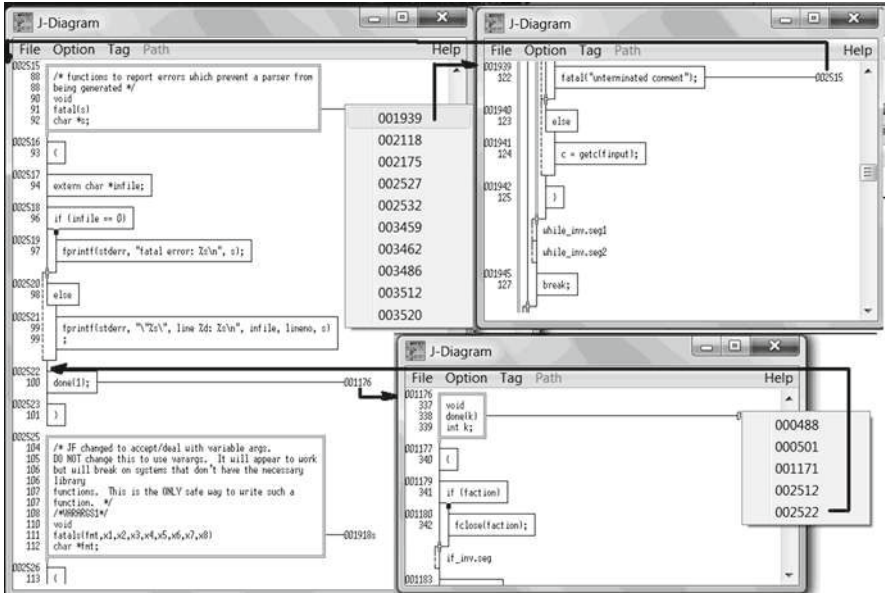 J-Diagram
File Option Tag Path Help
002515
88 /* functions to report errors which prevent a parser from
88 being generated */
90 void
91 fatal(s)
92 char *s;
002516
93 {
002517
94 extern char *infile;
002518
96 if (infile == 0)
002519
97 fprintf(stderr, "fatal error: %s\n", s);
002520
98 else
002521
99 fprintf(stderr, "\"%s\", line %d: %s\n", infile, lineno, s)
99 ;
002522
100 done(1); 001176
002523
101 }
002525
104 /* JF changed to accept/deal with variable args.
105 DO NOT change this to use varargs. It will appear to work
106 but will break on systems that don't have the necessary
106 library
107 functions. This is the ONLY safe way to write such a
107 function. */
108 /*VARARGS1*/
110 void
111 fatals(fmt,x1,x2,x3,x4,x5,x6,x7,x8) 001918s
112 char *fmt;
002526
113 {
001939
002118
002175
002527
002532
003459
003462
003486
003512
003520
J-Diagram
File Option Tag Path Help
001939
122 fatal("unterminated comment"); 002515
001940
123 else
001941
124 c = getc(finput);
001942
125 }
while_inv.seg1
while_inv.seg2
001945
127 break;
J-Diagram
File Option Tag Path Help
001176
337 void
338 done(k)
339 int k;
001177
340 {
001179
341 if (faction)
001180
342 fclose(faction);
if_inv.seg
001183
000488
000501
001171
002512
002522